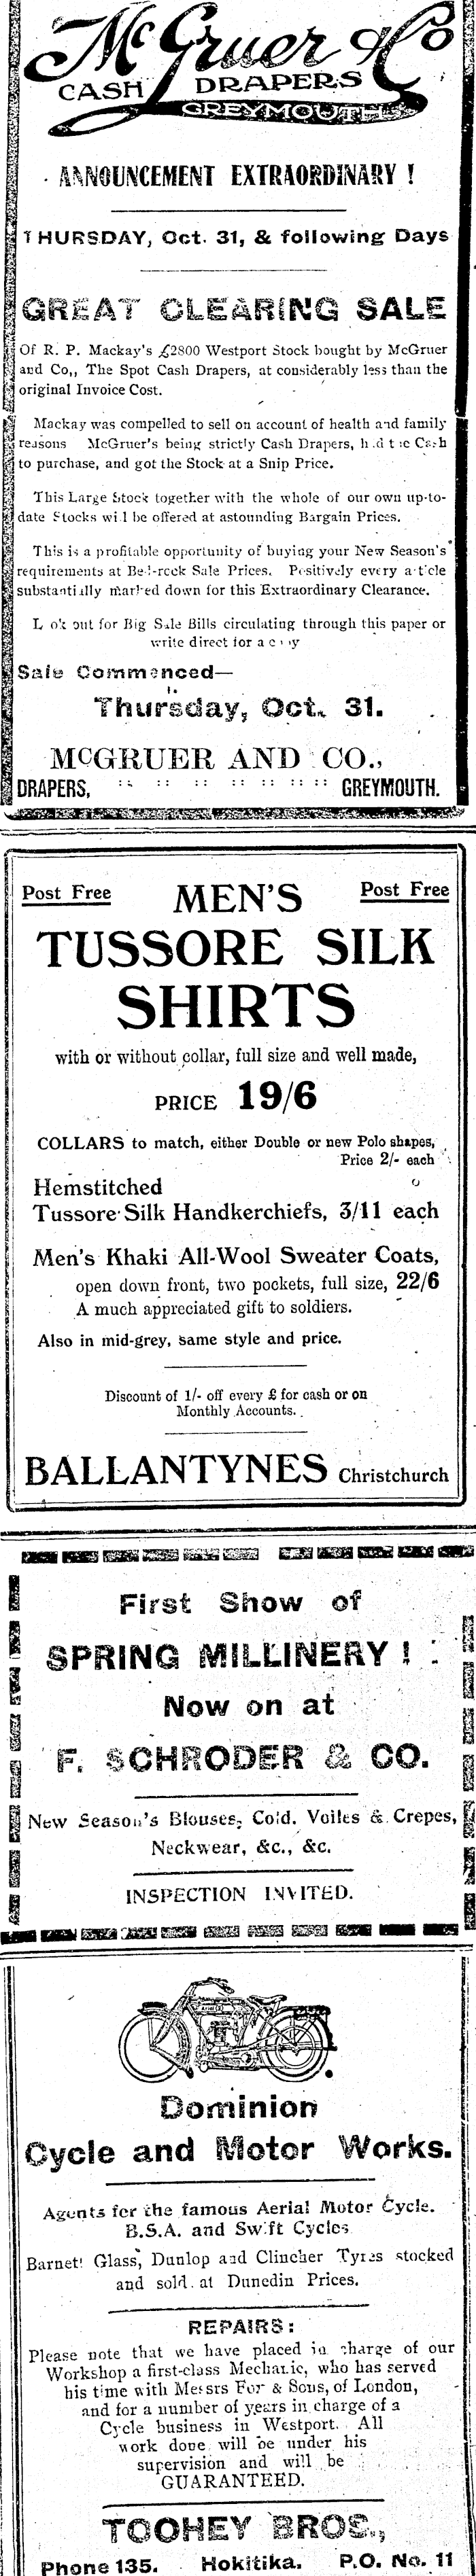 McGruer & Co
CASH DRAPERS
GREYMOUTH
ANNOUNCEMENT EXTRAORDINARY !
THURSDAY, Oct. 31, & following Days
GREAT CLEARING SALE
Of R. P. Mackay's £2800 Westport Stock bought by McGruer
and Co,, The Spot Cash Drapers, at considerably less than the
original Invoice Cost.
Mackay was compelled to sell on account of health and family
reasons McGruer's being strictly Cash Drapers, had the Cash
to purchase, and got the Stock at a Snip Price.
This Large Stock together with the whole of our own up-to-
date Stocks will be offered at astounding Bargain Prices.
This is a profitable opportunity of buying your New Season's
requirements at Bed-rock Sale Prices. Positively every article
substantially marked down for this Extraordinary Clearance.
Look out for Big Sale Bills circulating through this paper or
write direct for a copy
Sale Commenced—
Thursday, Oct. 31.
McGRUER AND CO.,
DRAPERS, :: :: :: :: :: :: :: :: GREYMOUTH.
Post Free MEN'S Post Free
TUSSORE SILK
SHIRTS
with or without collar, full size and well made,
PRICE 19/6
COLLARS to match, either Double or new Polo shapes,
Price 2/- each
Hemstitched
Tussore Silk Handkerchiefs, 3/11 each
Men's Khaki All-Wool Sweater Coats,
open down front, two pockets, full size, 22/6
A much appreciated gift to soldiers.
Also in mid-grey, same style and price.
Discount of 1/- off every £ for cash or on
Monthly Accounts.
BALLANTYNES Christchurch
First Show of
SPRING MILLINERY !
Now on at
F. SCHRODER & CO.
New Season's Blouses, Cold. Voiles & Crepes,
Neckwear, &c., &c.
INSPECTION INVITED.
Dominion
Cycle and Motor Works.
Agents for the famous Aerial Motor Cycle.
B.S.A. and Swift Cycles
Barnet Glass, Dunlop and Clincher Tyres stocked
and sold at Dunedin Prices.
REPAIRS:
Please note that we have placed in charge of our
Workshop a first-class Mechanic, who has served
his time with Messrs For & Sons, of London,
and for a number of years in charge of a
Cycle business in Westport. All
work done will be under his
supervision and will be
GUARANTEED.
TOOHEY BROS.,
Phone 135. Hokitika. P.O. No. 11